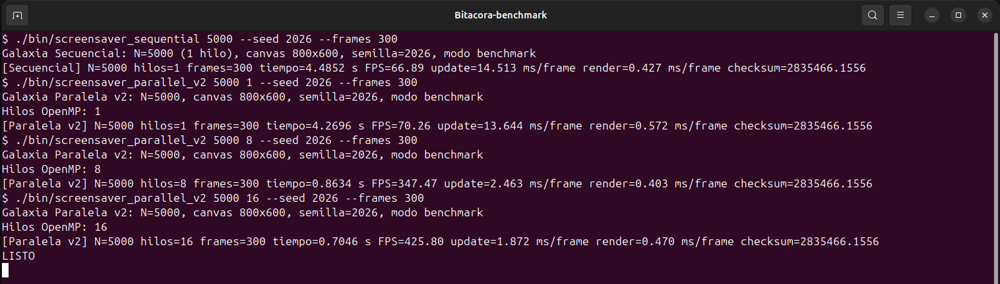 Bitacora-benchmark
$ ./bin/screensaver_sequential 5000 --seed 2026 --frames 300
Galaxia Secuencial: N=5000 (1 hilo), canvas 800x600, semilla=2026, modo benchmark
[Secuencial] N=5000 hilos=1 frames=300 tiempo=4.4852 s FPS=66.89 update=14.513 ms/frame render=0.427 ms/frame checksum=2835466.1556
$ ./bin/screensaver_parallel_v2 5000 1 --seed 2026 --frames 300
Galaxia Paralela v2: N=5000, canvas 800x600, semilla=2026, modo benchmark
Hilos OpenMP: 1
[Paralela v2] N=5000 hilos=1 frames=300 tiempo=4.2696 s FPS=70.26 update=13.644 ms/frame render=0.572 ms/frame checksum=2835466.1556
$ ./bin/screensaver_parallel_v2 5000 8 --seed 2026 --frames 300
Galaxia Paralela v2: N=5000, canvas 800x600, semilla=2026, modo benchmark
Hilos OpenMP: 8
[Paralela v2] N=5000 hilos=8 frames=300 tiempo=0.8634 s FPS=347.47 update=2.463 ms/frame render=0.403 ms/frame checksum=2835466.1556
$ ./bin/screensaver_parallel_v2 5000 16 --seed 2026 --frames 300
Galaxia Paralela v2: N=5000, canvas 800x600, semilla=2026, modo benchmark
Hilos OpenMP: 16
[Paralela v2] N=5000 hilos=16 frames=300 tiempo=0.7046 s FPS=425.80 update=1.872 ms/frame render=0.470 ms/frame checksum=2835466.1556
LISTO